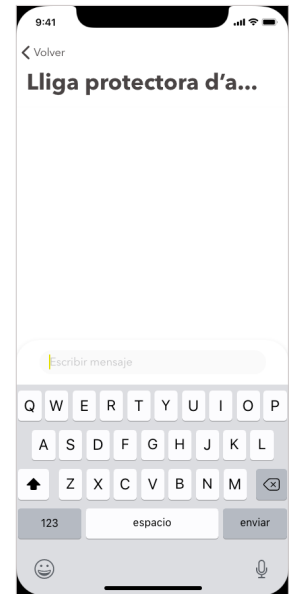 9:41
Volver
Lliga protectora d’a...
Escribir mensaje
Q W E R T Y U I O P
A S D F G H J K L
Z X C V B N M
123 espacio enviar